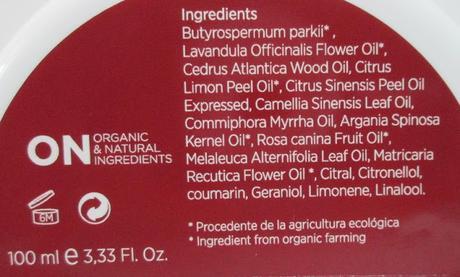 Ingredients
Butyrospermum parkii*,
Lavandula Officinalis Flower Oil*,
Cedrus Atlantica Wood Oil, Citrus
Limon Peel Oil*, Citrus Sinensis Peel Oil
Expressed, Camellia Sinensis Leaf Oil,
Commiphora Myrrha Oil, Argania Spinosa
Kernel Oil*, Rosa canina Fruit Oil*,
Melaleuca Alternifolia Leaf Oil, Matricaria
Recutica Flower Oil *, Citral, Citronellol,
coumarin, Geraniol, Limonene, Linalool.
* Procedente de la agricultura ecológica
* Ingredient from organic farming
ON ORGANIC
& NATURAL
INGREDIENTS
6M
100 ml e 3,33 Fl. Oz.